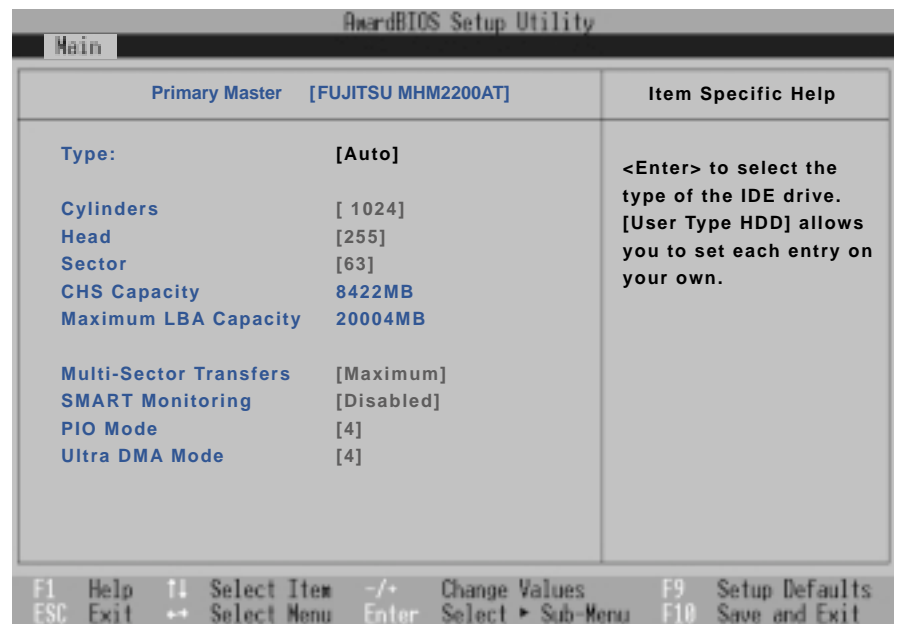 AwardBIOS Setup Utility
Main
Primary Master [FUJITSU MHM2200AT]
Item Specific Help
Type: [Auto]
Cylinders [ 1024]
Head [255]
Sector [63]
CHS Capacity 8422MB
Maximum LBA Capacity 20004MB
Multi-Sector Transfers [Maximum]
SMART Monitoring [Disabled]
PIO Mode [4]
Ultra DMA Mode [4]
<Enter> to select the
type of the IDE drive.
[User Type HDD] allows
you to set each entry on
your own.
F1 Help ↑↓ Select Item -/+ Change Values F9 Setup Defaults
ESC Exit ←→ Select Menu Enter Select ► Sub-Menu F10 Save and Exit